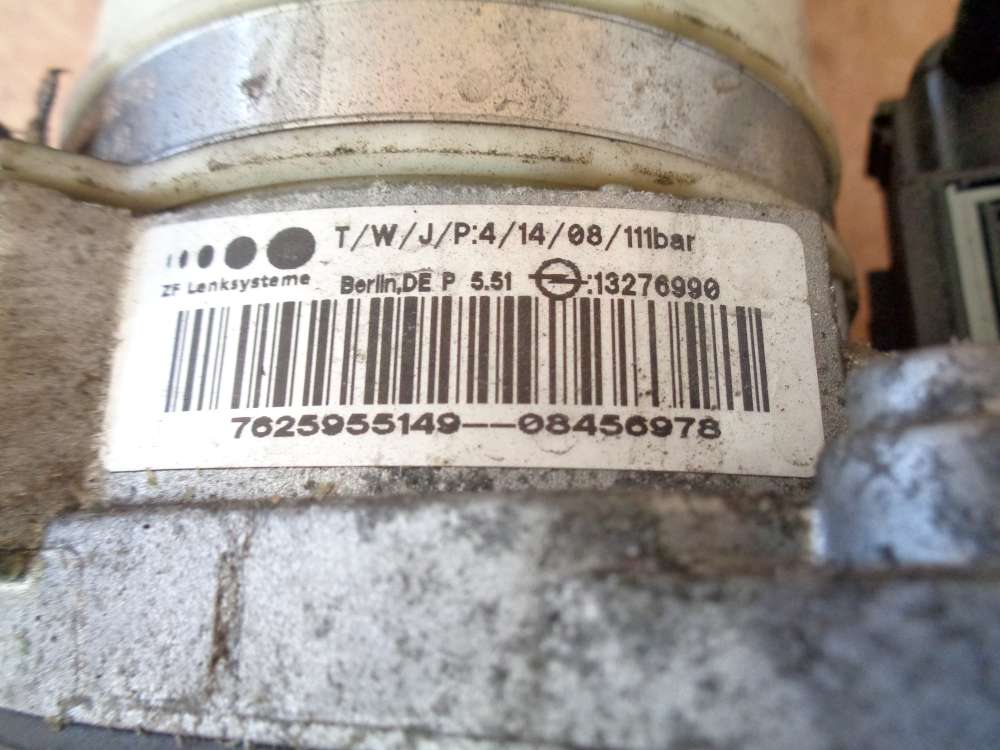 T/W/J/P:4/14/08/111bar
ZF Lenksysteme
Berlin,DE P 5.51 :13276990
7625955149--08456978